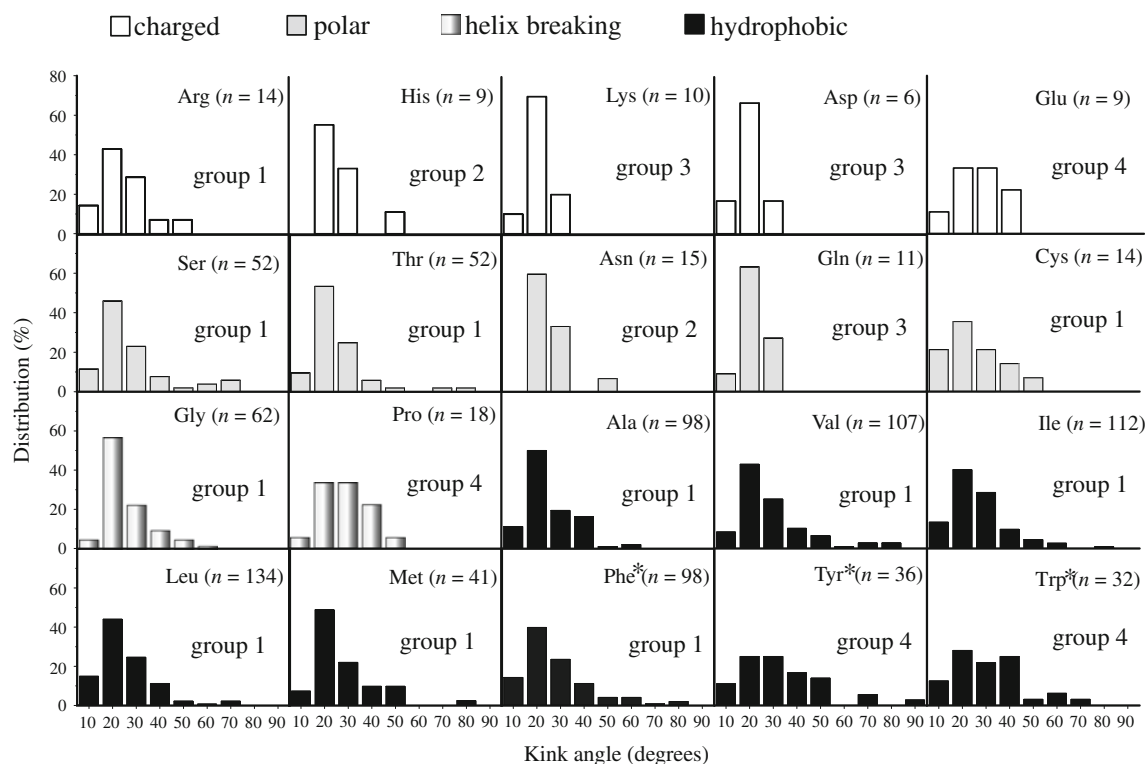 charged polar helix breaking hydrophobic
80
60
40
20
0
Arg (n = 14)
group 1
His (n = 9)
group 2
Lys (n = 10)
group 3
Asp (n = 6)
group 3
Glu (n = 9)
group 4
60
40
20
0
Ser (n = 52)
group 1
Thr (n = 52)
group 1
Asn (n = 15)
group 2
Gln (n = 11)
group 3
Cys (n = 14)
group 1
Distribution (%)
60
40
20
0
Gly (n = 62)
group 1
Pro (n = 18)
group 4
Ala (n = 98)
group 1
Val (n = 107)
group 1
Ile (n = 112)
group 1
60
40
20
0
Leu (n = 134)
group 1
Met (n = 41)
group 1
Phe* (n = 98)
group 1
Tyr* (n = 36)
group 4
Trp* (n = 32)
group 4
10 20 30 40 50 60 70 80 90 10 20 30 40 50 60 70 80 90 10 20 30 40 50 60 70 80 90 10 20 30 40 50 60 70 80 90 10 20 30 40 50 60 70 80 90
Kink angle (degrees)